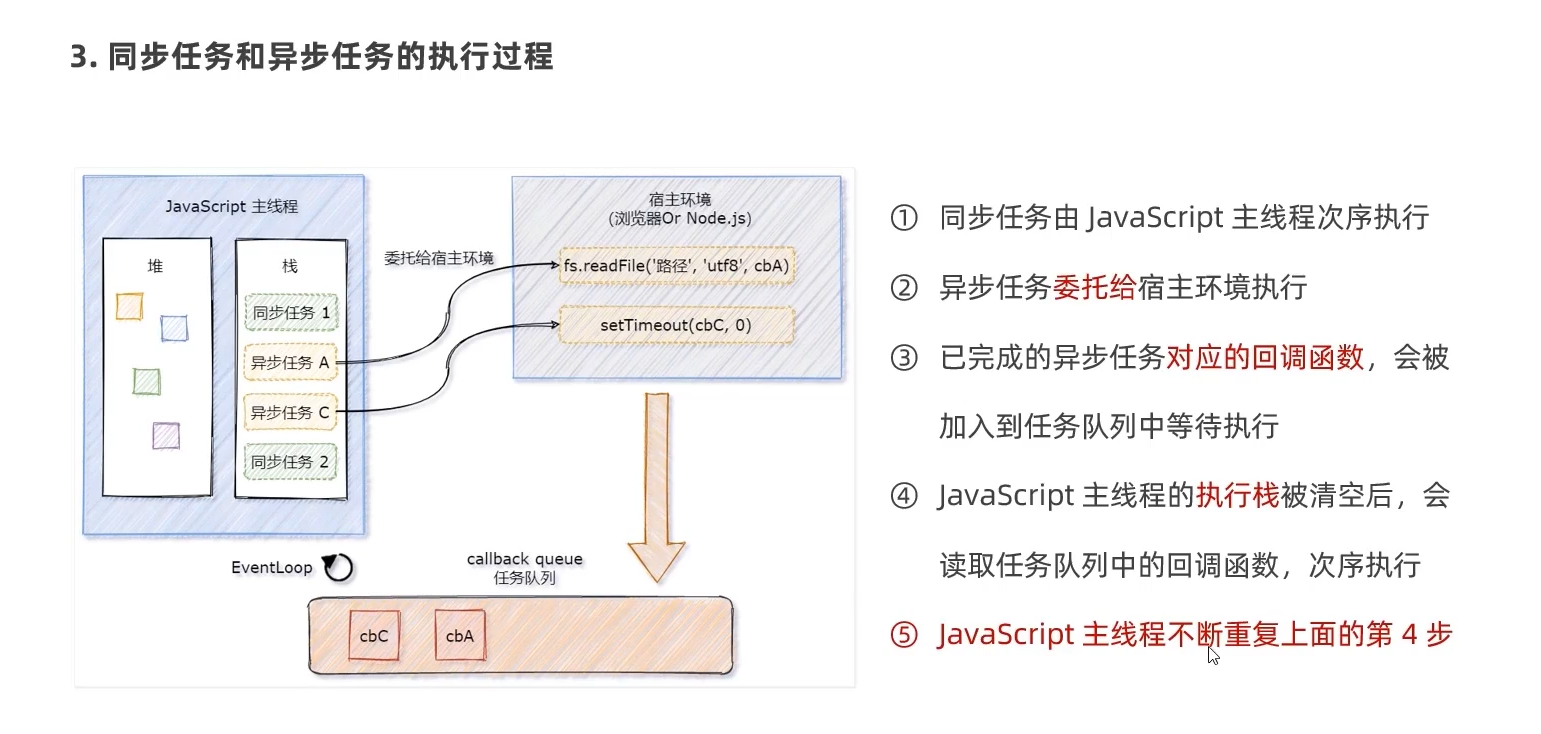 3. 同步任务和异步任务的执行过程
JavaScript 主线程
堆
栈
同步任务 1
异步任务 A
异步任务 C
同步任务 2
委托给宿主环境
宿主环境
(浏览器Or Node.js)
fs.readFile('路径', 'utf8', cbA)
setTimeout(cbC, 0)
EventLoop
callback queue
任务队列
cbC
cbA
① 同步任务由 JavaScript 主线程次序执行
② 异步任务委托给宿主环境执行
③ 已完成的异步任务对应的回调函数，会被
加入到任务队列中等待执行
④ JavaScript 主线程的执行栈被清空后，会
读取任务队列中的回调函数，次序执行
⑤ JavaScript 主线程不断重复上面的第 4 步